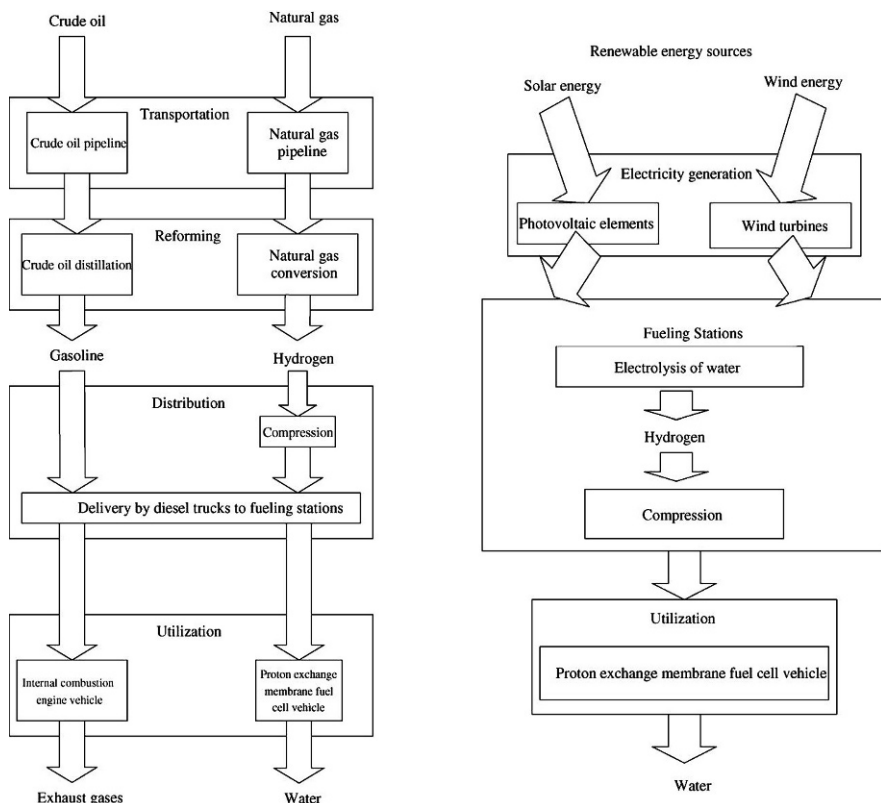 Crude oil
Natural gas
Transportation
Crude oil pipeline
Natural gas
pipeline
Reforming
Crude oil distillation
Natural gas
conversion
Gasoline
Hydrogen
Distribution
Compression
Delivery by diesel trucks to fueling stations
Utilization
Internal combustion
engine vehicle
Proton exchange
membrane fuel
cell vehicle
Exhaust gases
Water
Renewable energy sources
Solar energy
Wind energy
Electricity generation
Photovoltaic elements
Wind turbines
Fueling Stations
Electrolysis of water
Hydrogen
Compression
Utilization
Proton exchange membrane fuel cell vehicle
Water